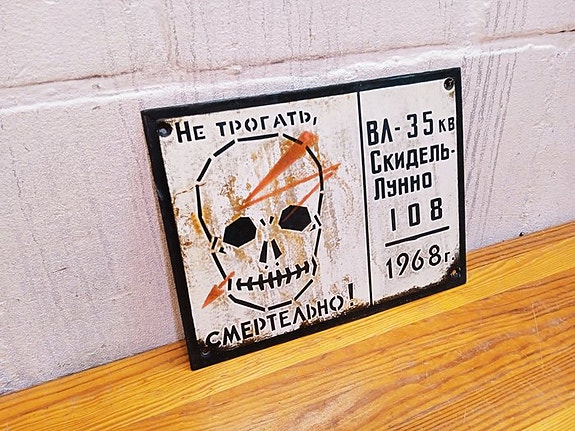 Не трогать,
смертельно!
ВЛ-35кв
Скидель-
Лунно
108
1968г.